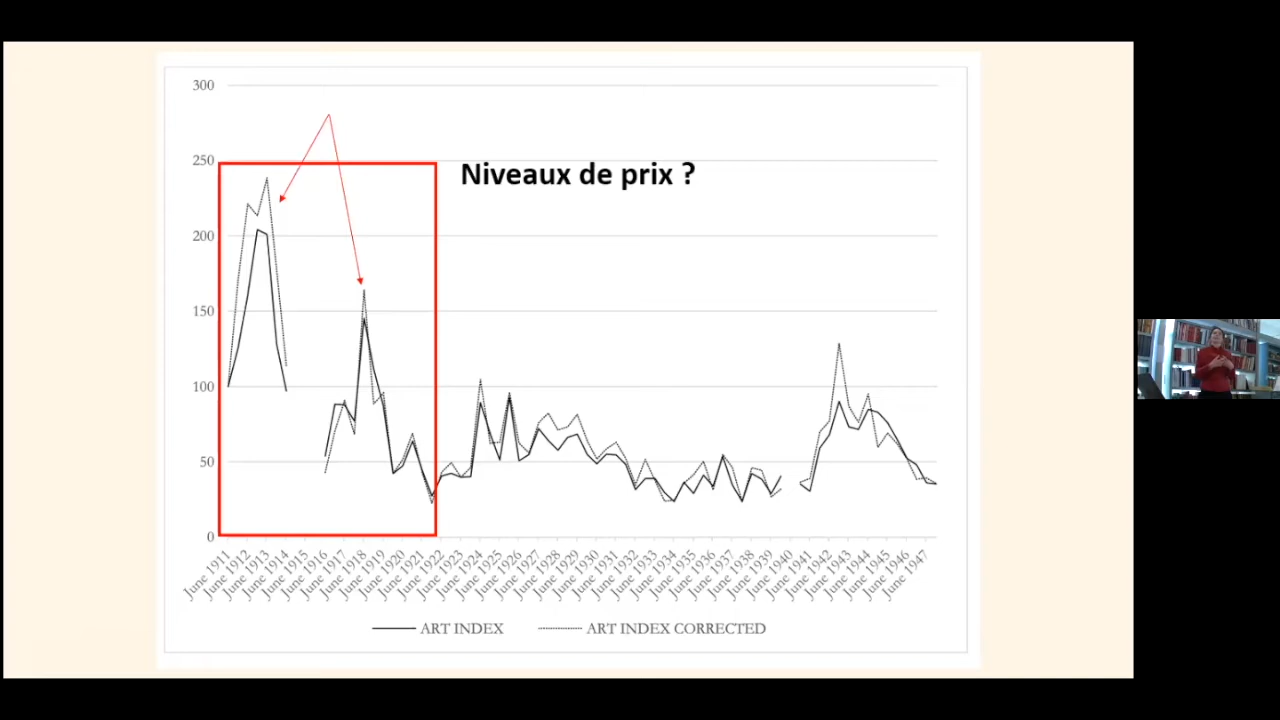 300
250
Niveaux de prix ?
200
150
100
50
0
June 1911
June 1912
June 1913
June 1914
June 1915
June 1916
June 1917
June 1918
June 1919
June 1920
June 1921
June 1922
June 1923
June 1924
June 1925
June 1926
June 1927
June 1928
June 1929
June 1930
June 1931
June 1932
June 1933
June 1934
June 1935
June 1936
June 1937
June 1938
June 1939
June 1940
June 1941
June 1942
June 1943
June 1944
June 1945
June 1946
June 1947
ART INDEX
ART INDEX CORRECTED